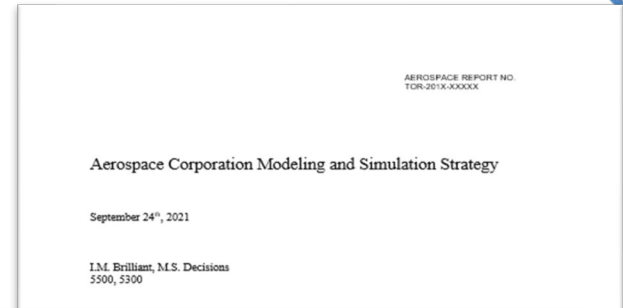 AEROSPACE REPORT NO.
TOR-201X-XXXXX
Aerospace Corporation Modeling and Simulation Strategy
September 24th, 2021
I.M. Brilliant, M.S. Decisions
5500, 5300